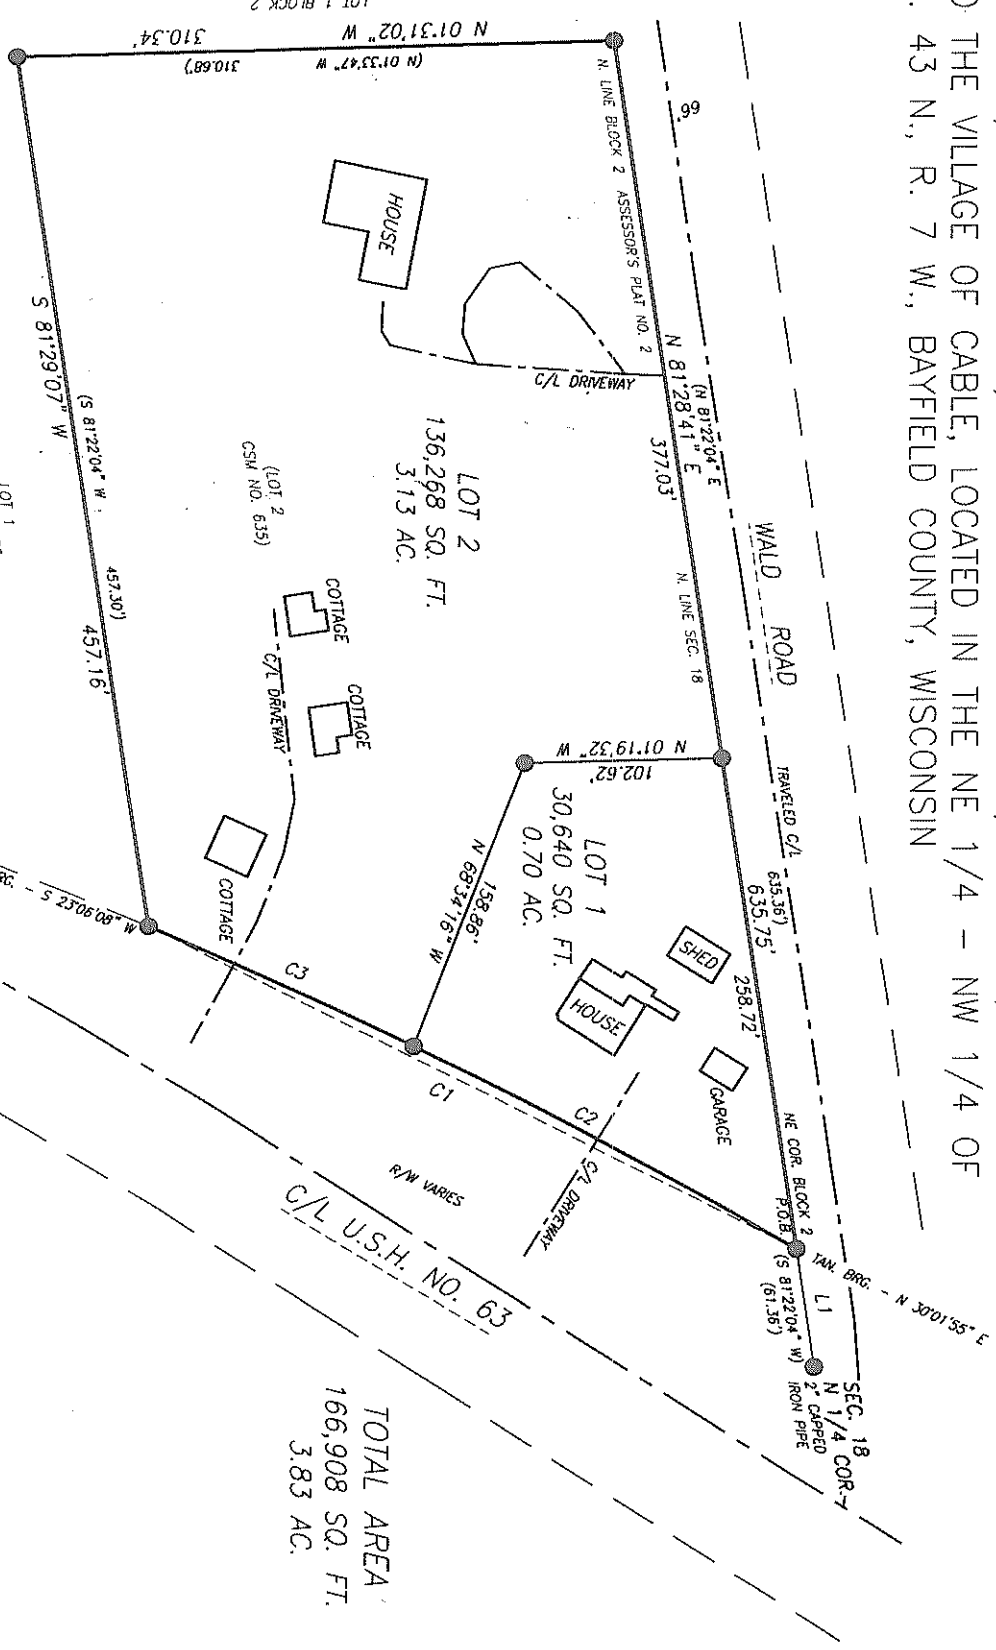 THE VILLAGE OF CABLE, LOCATED IN THE NE 1/4 - NW 1/4 OF
43 N., R. 7 W., BAYFIELD COUNTY, WISCONSIN
66'
WALD ROAD
TRAVELED C/L
N. LINE BLOCK 2 ASSESSOR'S PLAT NO. 2
(N 81°22'04" E
635.36')
N 81°28'41" E
635.75'
377.03'
N. LINE SEC. 18
258.72'
NE COR. BLOCK 2
P.O.B.
TAN. BRG. - N 30°01'55" E
L1
(S 81°22'04" W)
(61.36')
SEC. 18
N 1/4 COR.
2" CAPPED
IRON PIPE
LOT 1 BLOCK 2
N 01°31'02" W
310.34'
(N 01°33'47" W
310.68')
HOUSE
C/L DRIVEWAY
LOT 2
136,268 SQ. FT.
3.13 AC.
(LOT 2
CSM NO. 635)
COTTAGE
COTTAGE
C/L DRIVEWAY
COTTAGE
N 01°19'32" W
102.62'
LOT 1
30,640 SQ. FT.
0.70 AC.
158.86'
N 68°34'16" W
SHED
HOUSE
GARAGE
C/L DRIVEWAY
C2
C1
C3
R/W VARIES
C/L U.S.H. NO. 63
(S 81°22'04" W
457.30')
S 81°29'07" W
457.16'
LOT 1
- S 23°06'08" W
TOTAL AREA
166,908 SQ. FT.
3.83 AC.